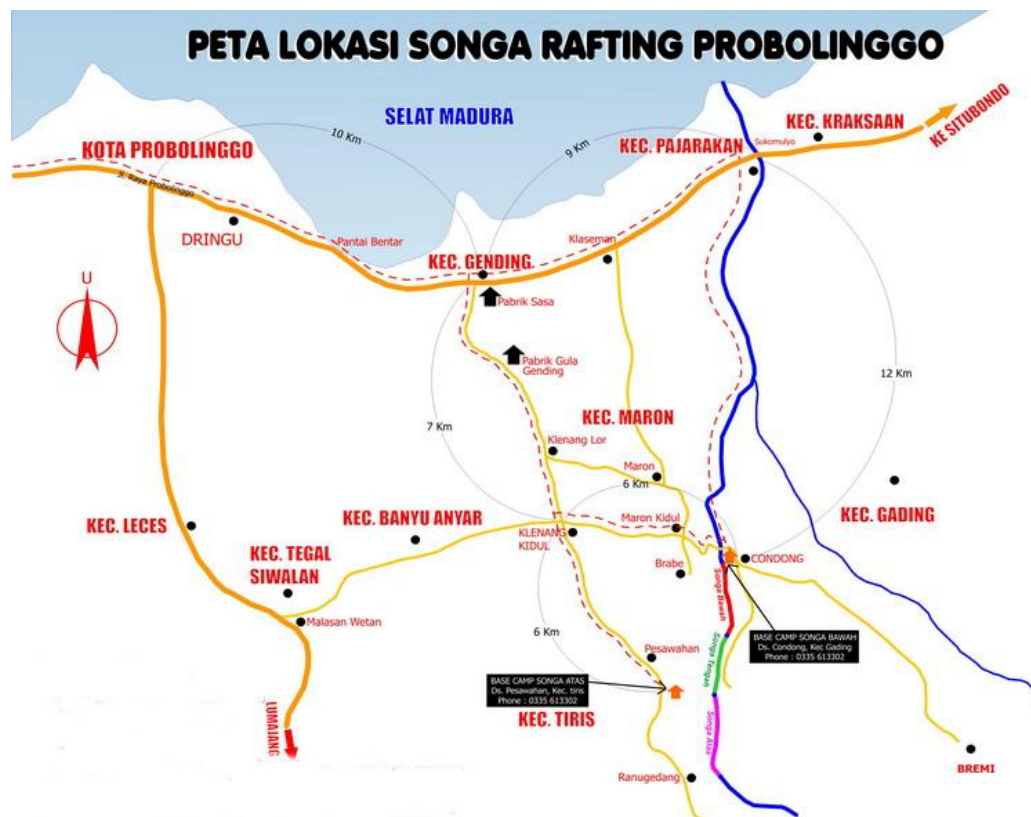 PETA LOKASI SONGA RAFTING PROBOLINGGO
SELAT MADURA
KEC. KRAKSAAN
KE SITUBONDO
10 Km
9 Km
KEC. PAJARAKAN
Sukomulyo
KOTA PROBOLINGGO
Jl. Raya Probolinggo
DRINGU
Pantai Bentar
Klaseman
KEC. GENDING
U
Pabrik Sasa
Pabrik Gula
Gending
12 Km
7 Km
KEC. MARON
Klenang Lor
Maron
6 Km
KEC. GADING
KEC. LECES
KEC. BANYU ANYAR
Maron Kidul
KLENANG
KIDUL
KEC. TEGAL
SIWALAN
Brabe
CONDONG
Songa Bawah
Malasan Wetan
6 Km
BASE CAMP SONGA BAWAH
Ds. Condong, Kec Gading
Phone : 0335 613302
Pesawahan
Songa Tengah
BASE CAMP SONGA ATAS
Ds. Pesawahan, Kec. tiris
Phone : 0335 613302
KEC. TIRIS
Songa Atas
LUMAJANG
Ranugedang
BREMI